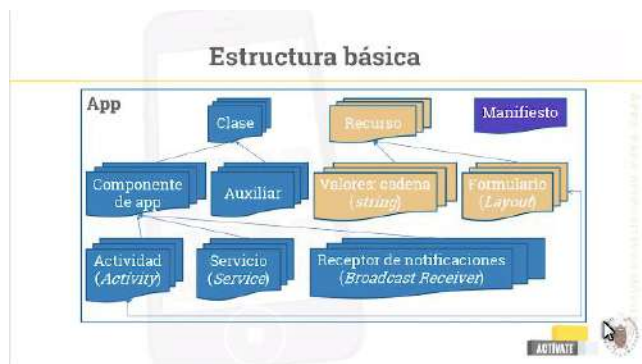 Estructura básica
App
Clase
Recurso
Manifiesto
Componente
de app
Auxiliar
Valores: cadena
(string)
Formulario
(Layout)
Actividad
(Activity)
Servicio
(Service)
Receptor de notificaciones
(Broadcast Receiver)
ACTÍVATE